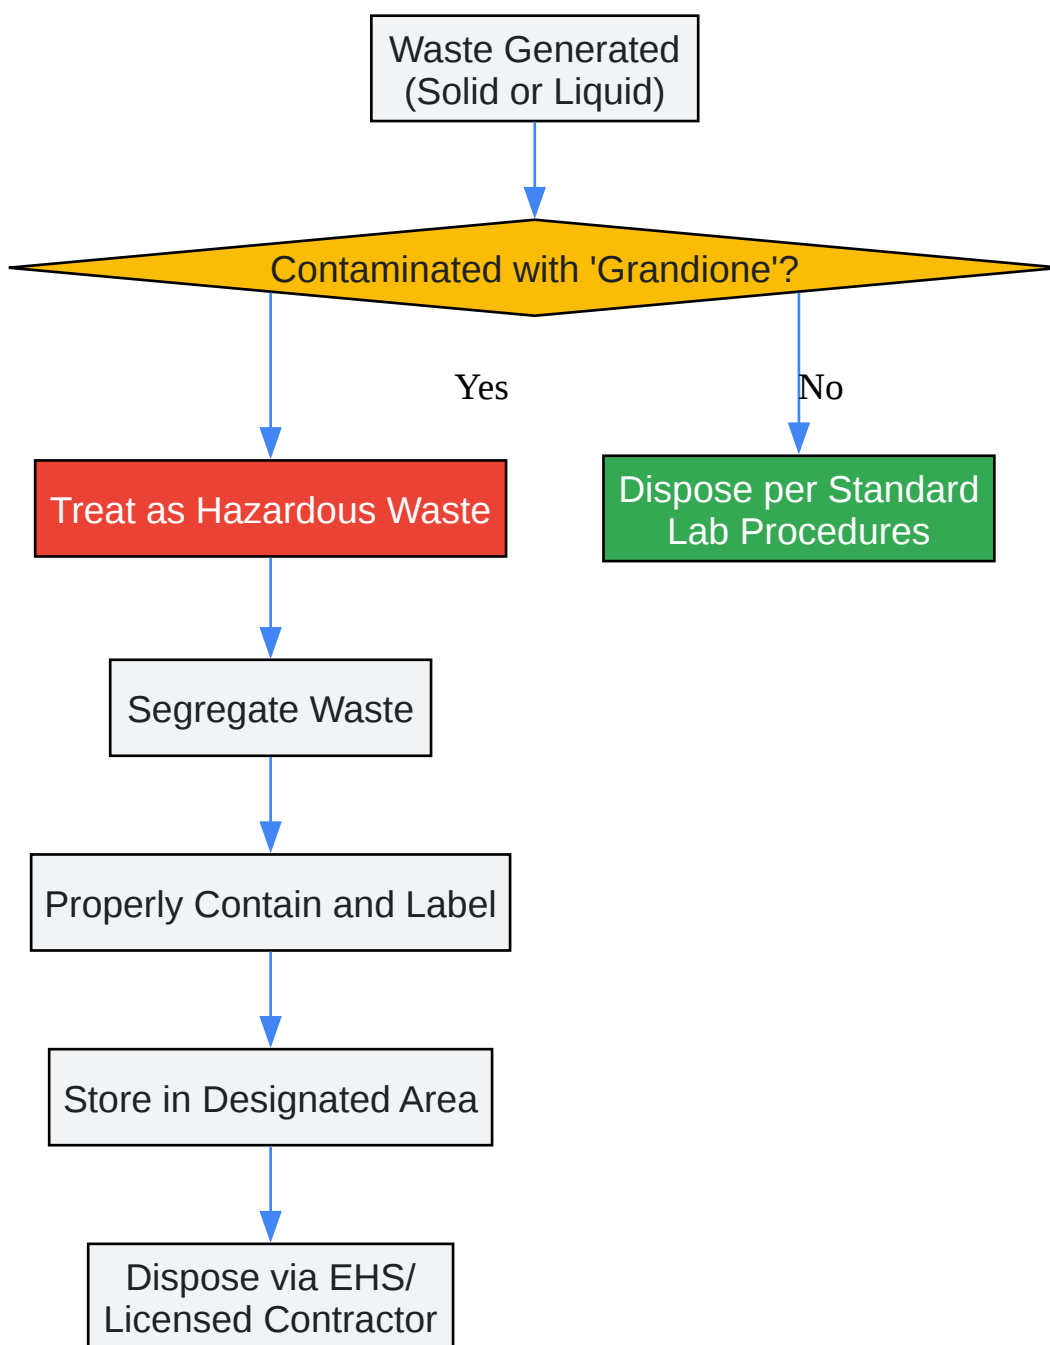 Waste Generated
(Solid or Liquid)
Contaminated with 'Grandione'?
Yes
No
Treat as Hazardous Waste
Dispose per Standard
Lab Procedures
Segregate Waste
Properly Contain and Label
Store in Designated Area
Dispose via EHS/
Licensed Contractor